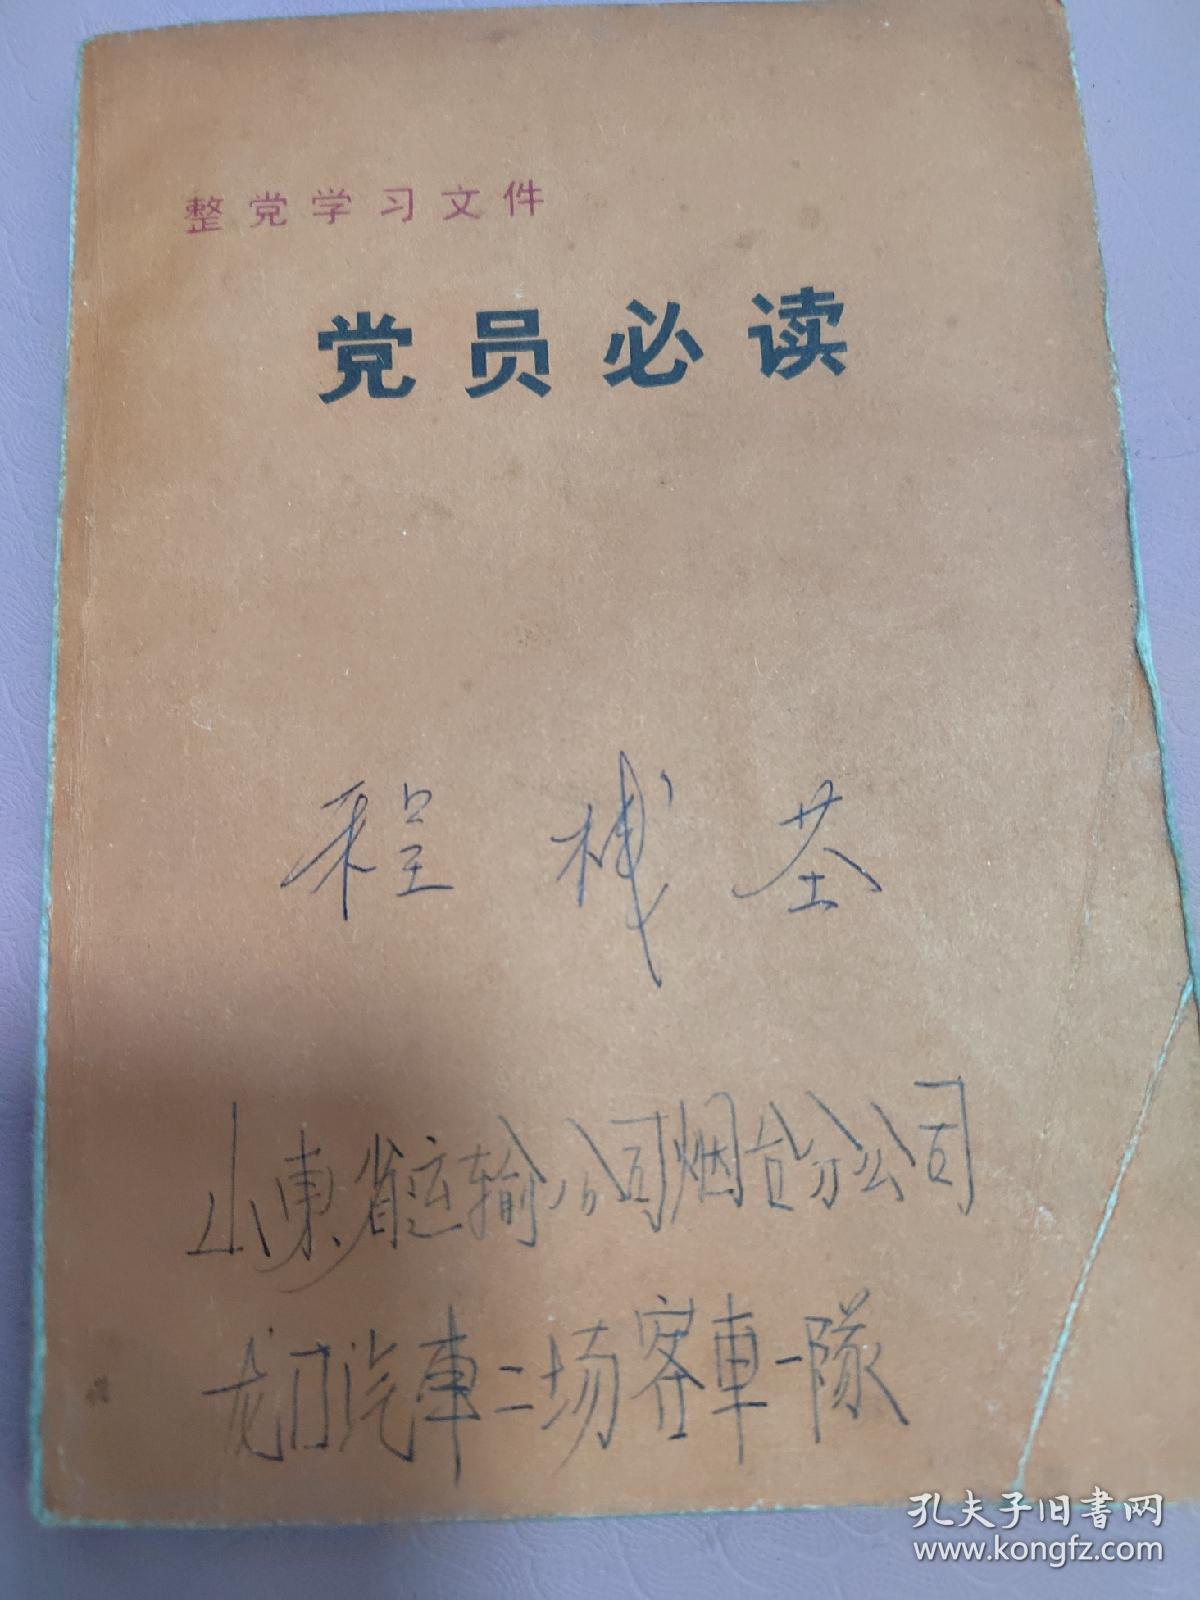 整党学习文件
党员必读
程
山東省运输公司烟台分公司
龙口汽車二场客車一隊
孔夫子旧书网
www.kongfz.com